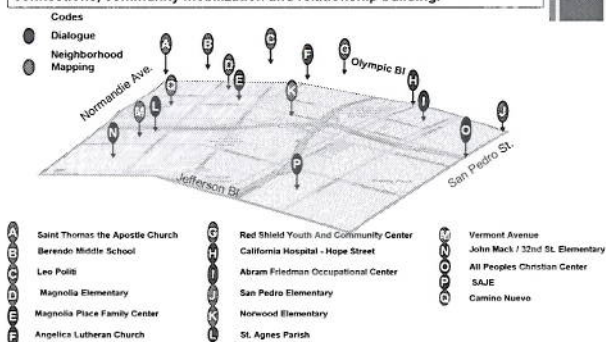 connections, community mobilization and relationship building.
Codes
Dialogue
Neighborhood
Mapping
A
B
C
D
E
F
G
Olympic Bl
H
I
J
K
L
M
N
O
P
Q
Normandie Ave.
Jefferson Bl
San Pedro St.
A Saint Thomas the Apostle Church
B Berendo Middle School
C Leo Politi
D Magnolia Elementary
E Magnolia Place Family Center
F Angelica Lutheran Church
G Red Shield Youth And Community Center
H California Hospital - Hope Street
I Abram Friedman Occupational Center
J San Pedro Elementary
K Norwood Elementary
L St. Agnes Parish
M Vermont Avenue
N John Mack / 32nd St. Elementary
O All Peoples Christian Center
P SAJE
Q Camino Nuevo